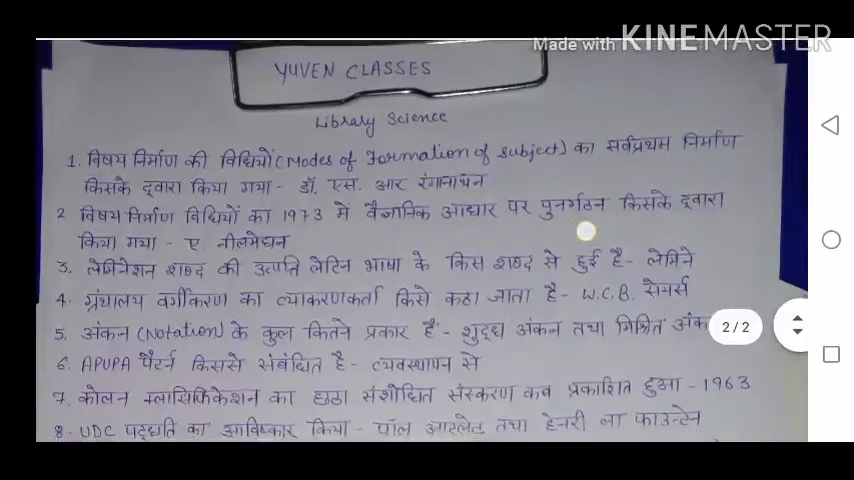 Made with KINEMASTER
YUVEN CLASSES
Library Science
1. विषय निर्माण की विधियों (Modes of Formation of Subject) का सर्वप्रथम निर्माण
किसके द्वारा किया गया - डॉ. एस. आर रंगानाथन
2 विषय निर्माण विधियों का 1973 में वैज्ञानिक आधार पर पुनर्गठन किसके द्वारा
किया गया - ए नीलमेघन
3. लेमिनेशन शब्द की उत्पति लेटिन भाषा के किस शब्द से हुई है - लेमिने
4. ग्रंथालय वर्गीकरण का व्याकरणकर्ता किसे कहा जाता है - W.C.B. सेयर्स
5. अंकन (Notation) के कुल कितने प्रकार हैं - शुद्ध अंकन तथा मिश्रित अंक
2/2
6. APUPA पैटर्न किससे संबंधित है - व्यवस्थापन से
7. कोलन क्लासिफिकेशन का छठा संशोधित संस्करण कब प्रकाशित हुआ - 1963
8. UDC पद्धति का आविष्कार किया - पॉल आटलेट तथा हेनरी ला फाउन्टेन